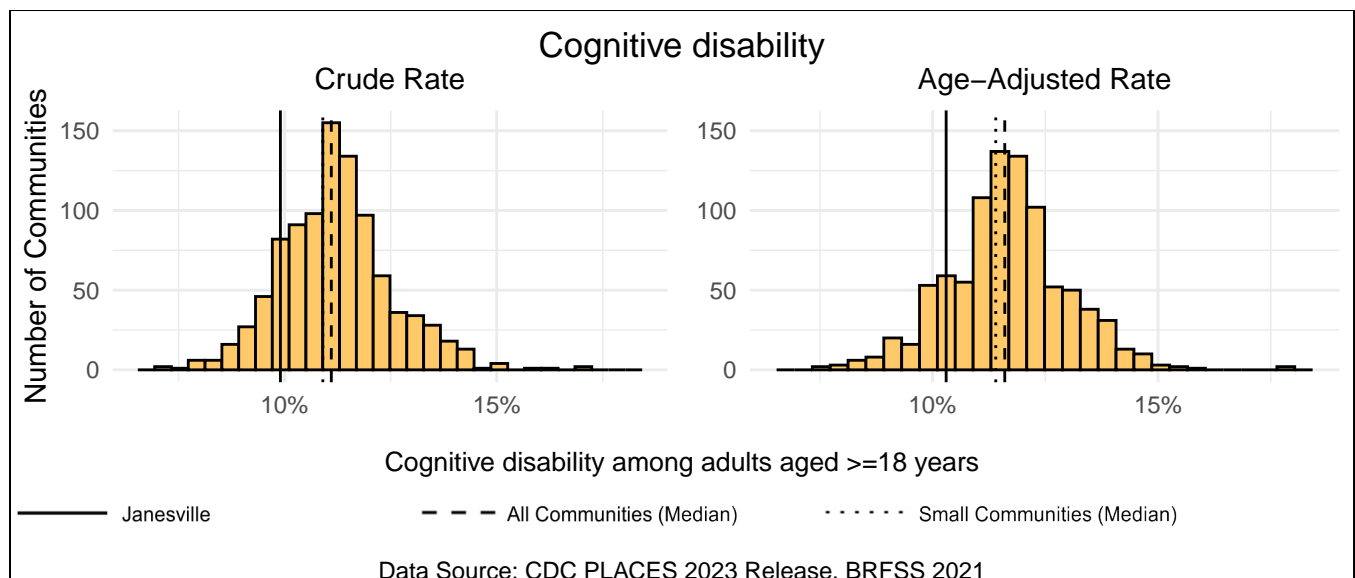 Cognitive disability
Crude Rate
Age−Adjusted Rate
Number of Communities
150
100
50
0
10%
15%
150
100
50
0
10%
15%
Cognitive disability among adults aged >=18 years
Janesville
All Communities (Median)
Small Communities (Median)
Data Source: CDC PLACES 2023 Release, BRFSS 2021